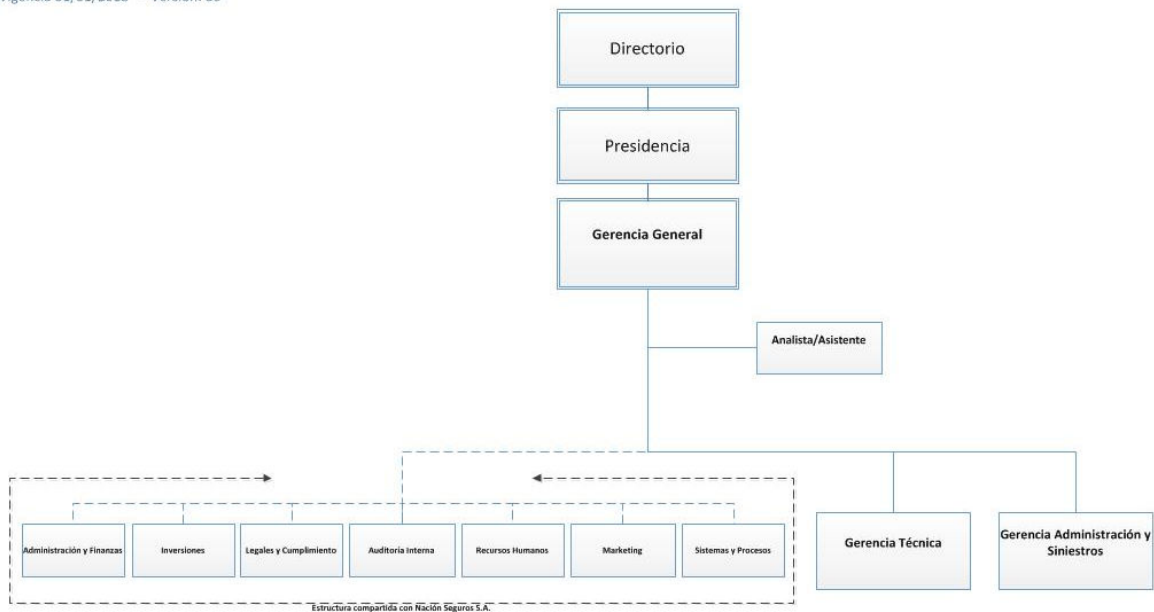 Directorio
Presidencia
Gerencia General
Analista/Asistente
Administración y Finanzas
Inversiones
Legales y Cumplimiento
Auditoria Interna
Recursos Humanos
Marketing
Sistemas y Procesos
Gerencia Técnica
Gerencia Administración y
Siniestros
Estructura compartida con Nación Seguros S.A.